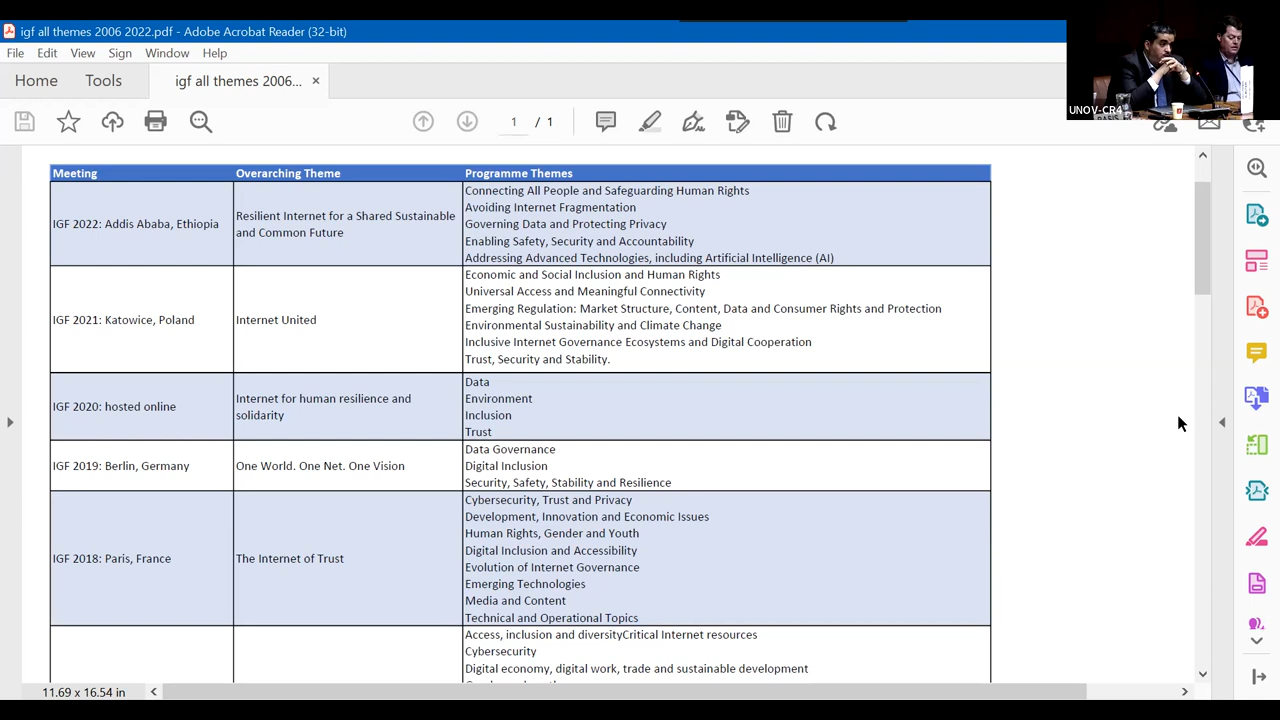 igf all themes 2006 2022.pdf - Adobe Acrobat Reader (32-bit)
File Edit View Sign Window Help
Home Tools igf all themes 2006... ×
1 / 1
UNOV-CR4
Meeting Overarching Theme Programme Themes
IGF 2022: Addis Ababa, Ethiopia
Resilient Internet for a Shared Sustainable
and Common Future
Connecting All People and Safeguarding Human Rights
Avoiding Internet Fragmentation
Governing Data and Protecting Privacy
Enabling Safety, Security and Accountability
Addressing Advanced Technologies, including Artificial Intelligence (AI)
IGF 2021: Katowice, Poland
Internet United
Economic and Social Inclusion and Human Rights
Universal Access and Meaningful Connectivity
Emerging Regulation: Market Structure, Content, Data and Consumer Rights and Protection
Environmental Sustainability and Climate Change
Inclusive Internet Governance Ecosystems and Digital Cooperation
Trust, Security and Stability.
IGF 2020: hosted online
Internet for human resilience and
solidarity
Data
Environment
Inclusion
Trust
IGF 2019: Berlin, Germany
One World. One Net. One Vision
Data Governance
Digital Inclusion
Security, Safety, Stability and Resilience
IGF 2018: Paris, France
The Internet of Trust
Cybersecurity, Trust and Privacy
Development, Innovation and Economic Issues
Human Rights, Gender and Youth
Digital Inclusion and Accessibility
Evolution of Internet Governance
Emerging Technologies
Media and Content
Technical and Operational Topics
Access, inclusion and diversityCritical Internet resources
Cybersecurity
Digital economy, digital work, trade and sustainable development
11.69 x 16.54 in